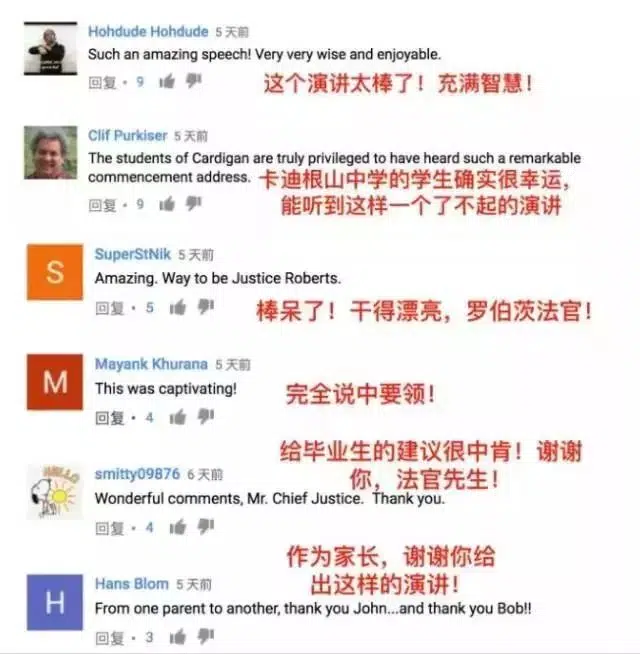 Hohdude Hohdude 5天前
Such an amazing speech! Very very wise and enjoyable.
回复 · 9
这个演讲太棒了！充满智慧！
Clif Purkiser 5天前
The students of Cardigan are truly privileged to have heard such a remarkable
commencement address.
卡迪根山中学的学生确实很幸运，
能听到这样一个了不起的演讲
回复 · 9
S
SuperStNik 5天前
Amazing. Way to be Justice Roberts.
回复 · 5
棒呆了！干得漂亮，罗伯茨法官！
M
Mayank Khurana 5天前
This was captivating!
完全说中要领！
回复 · 4
给毕业生的建议很中肯！谢谢
你，法官先生！
HELLO
smitty09876 6天前
Wonderful comments, Mr. Chief Justice. Thank you.
回复 · 4
作为家长，谢谢你给
出这样的演讲！
H
Hans Blom 5天前
From one parent to another, thank you John...and thank you Bob!!
回复 · 3